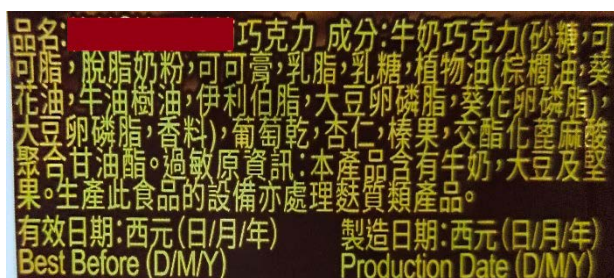 品名: 巧克力 成分:牛奶巧克力(砂糖,可
可脂,脫脂奶粉,可可膏,乳脂,乳糖,植物油(棕櫚油,葵
花油,牛油樹油,伊利伯脂,大豆卵磷脂,葵花卵磷脂),
大豆卵磷脂,香料),葡萄乾,杏仁,榛果,交酯化蓖麻酸
聚合甘油酯。過敏原資訊:本產品含有牛奶,大豆及堅
果。生產此食品的設備亦處理麩質類產品。
有效日期:西元(日/月/年) 製造日期:西元(日/月/年)
Best Before (D/M/Y) Production Date (D/M/Y)